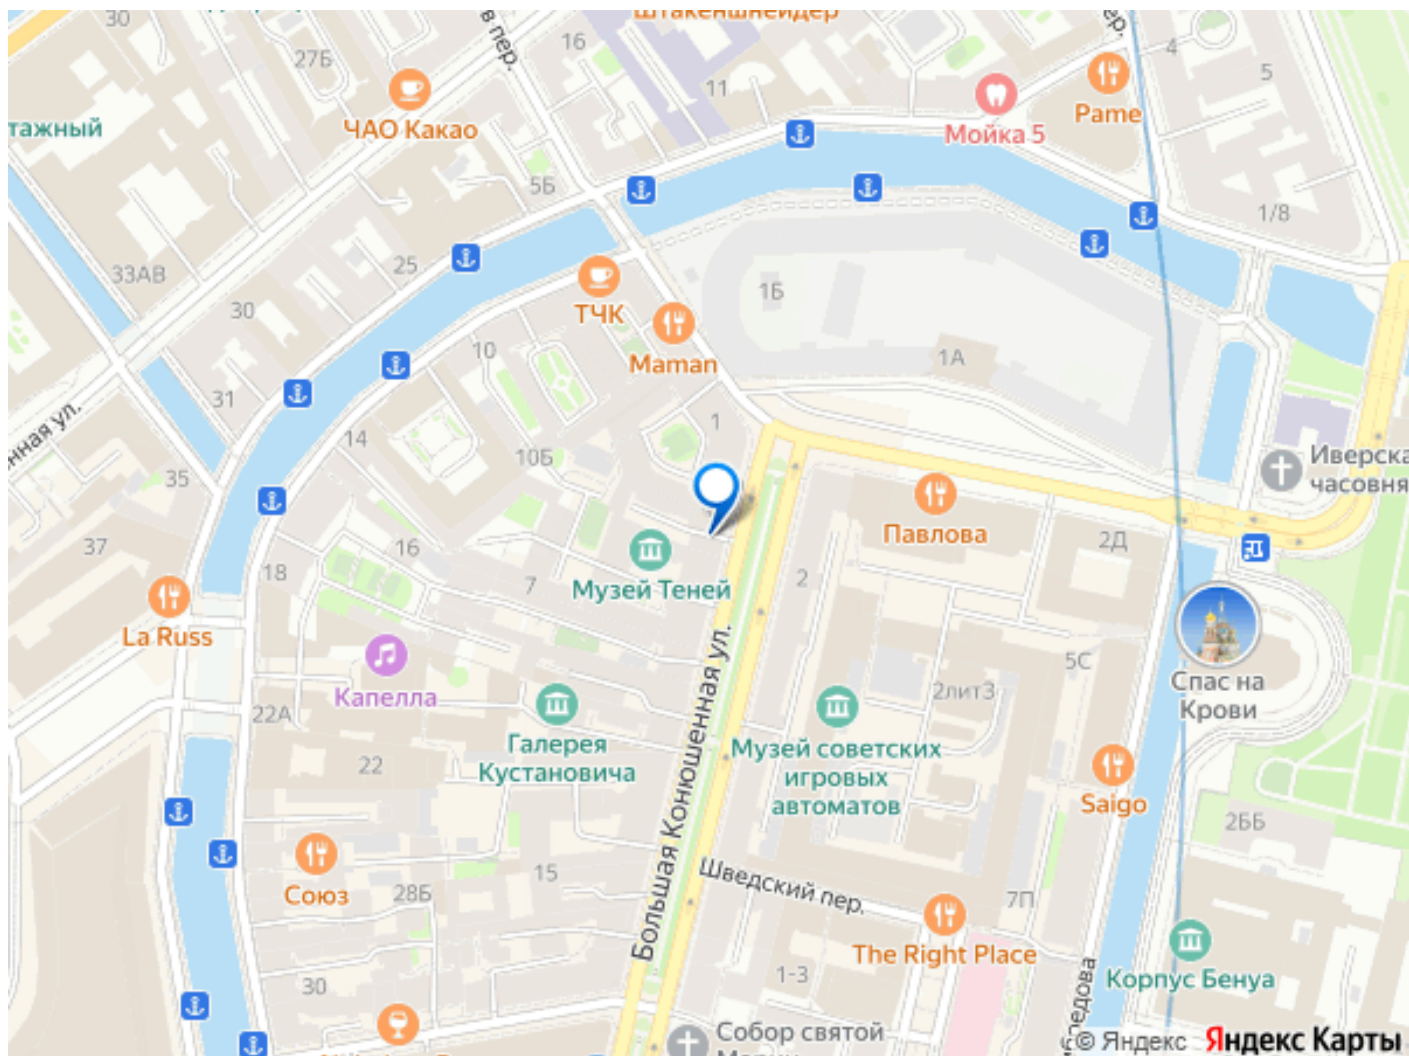 30
Штакеншнейдер
27Б
16
11
4
5
в пер.
ЧАО Какао
Pame
Мойка 5
тажный
5Б
1/8
33АВ
25
30
ТЧК
1Б
10
Maman
1А
31
14
1
нная ул.
10Б
35
Иверска
часовня
Павлова
37
16
18
7
Музей Теней
2
2Д
La Russ
Капелла
5С
2лит3
Спас на
Крови
22А
Галерея
Кустановича
22
Большая Конюшенная ул.
Музей советских
игровых
автоматов
Saigo
2ББ
15
Шведский пер.
Союз
28Б
7П
The Right Place
1-3
30
Корпус Бенуа
Собор святой
© Яндекс Яндекс Карты